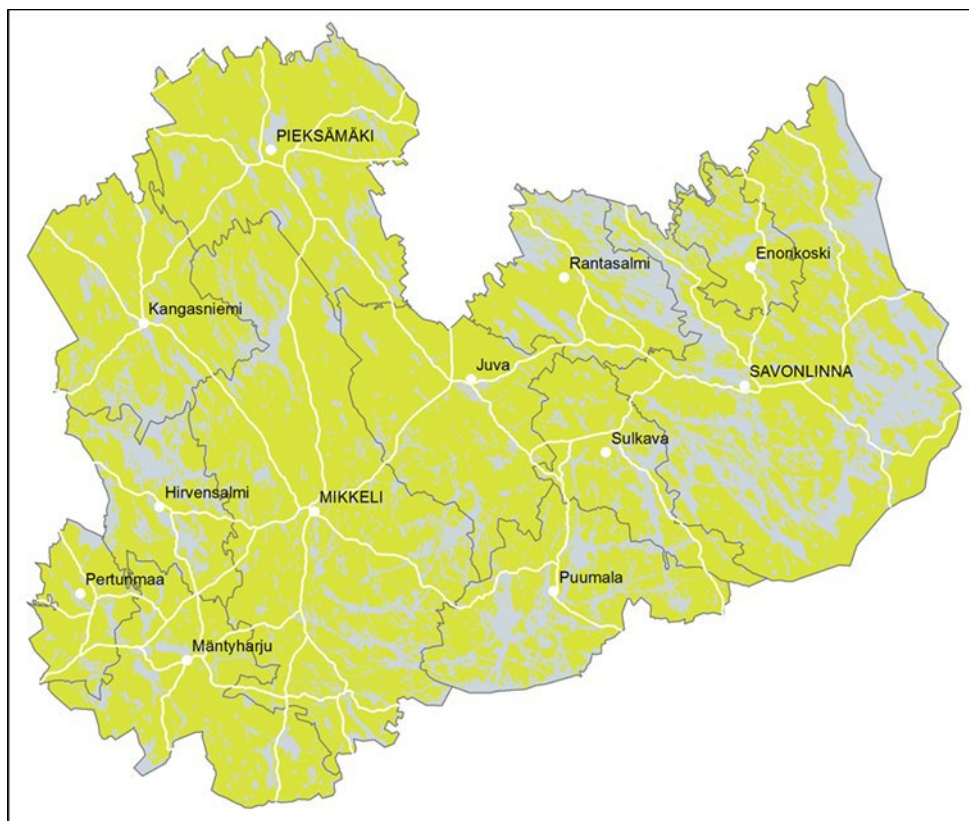 PIEKSÄMÄKI
Enonkoski
Rantasalmi
Kangasniemi
Juva
SAVONLINNA
Sulkava
Hirvensalmi
MIKKELI
Pertunmaa
Puumala
Mäntyharju